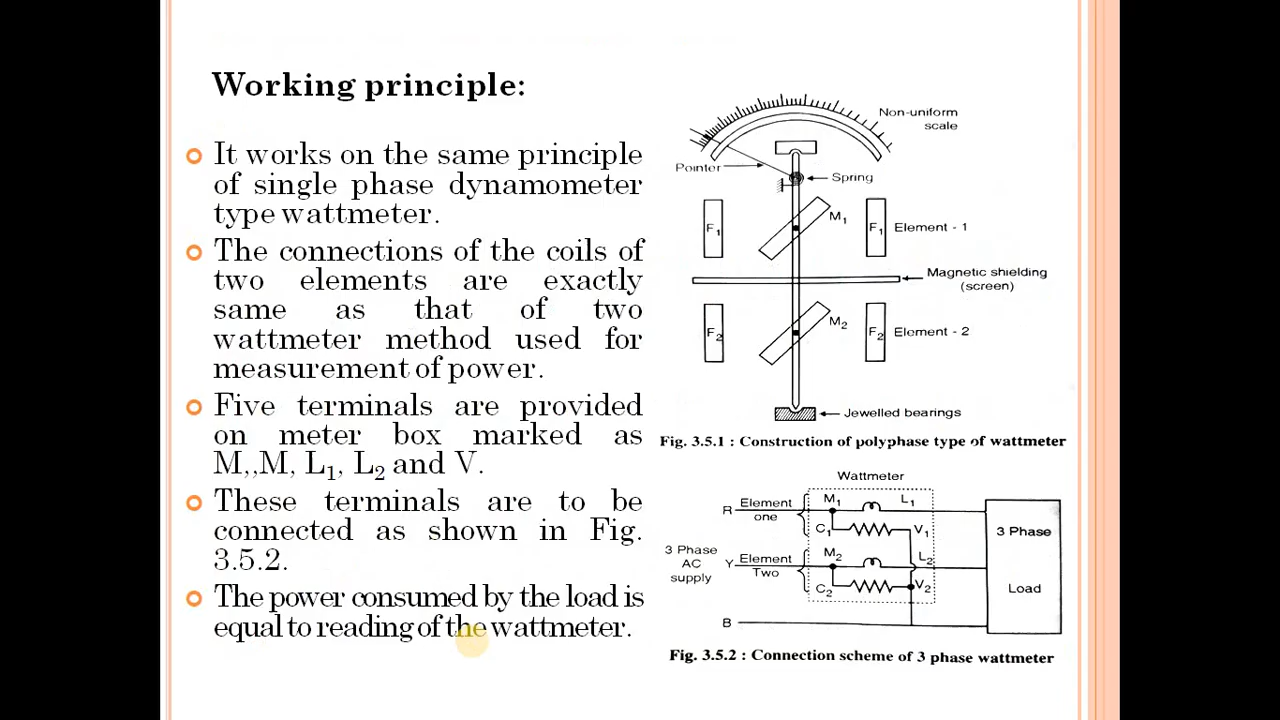 Working principle:
It works on the same principle
of single phase dynamometer
type wattmeter.
The connections of the coils of
two elements are exactly
same as that of two
wattmeter method used for
measurement of power.
Five terminals are provided
on meter box marked as
M,,M, L₁, L₂ and V.
These terminals are to be
connected as shown in Fig.
3.5.2.
The power consumed by the load is
equal to reading of the wattmeter.
Non-uniform
scale
Pointer
Spring
M₁
F₁
F₁
Element - 1
Magnetic shielding
(screen)
M₂
F₂
F₂
Element - 2
Jewelled bearings
Fig. 3.5.1 : Construction of polyphase type of wattmeter
Wattmeter
R
Element
one
M₁
L₁
C₁
V₁
3 Phase
AC
supply
Y
Element
Two
M₂
L₂
C₂
V₂
B
3 Phase
Load
Fig. 3.5.2 : Connection scheme of 3 phase wattmeter